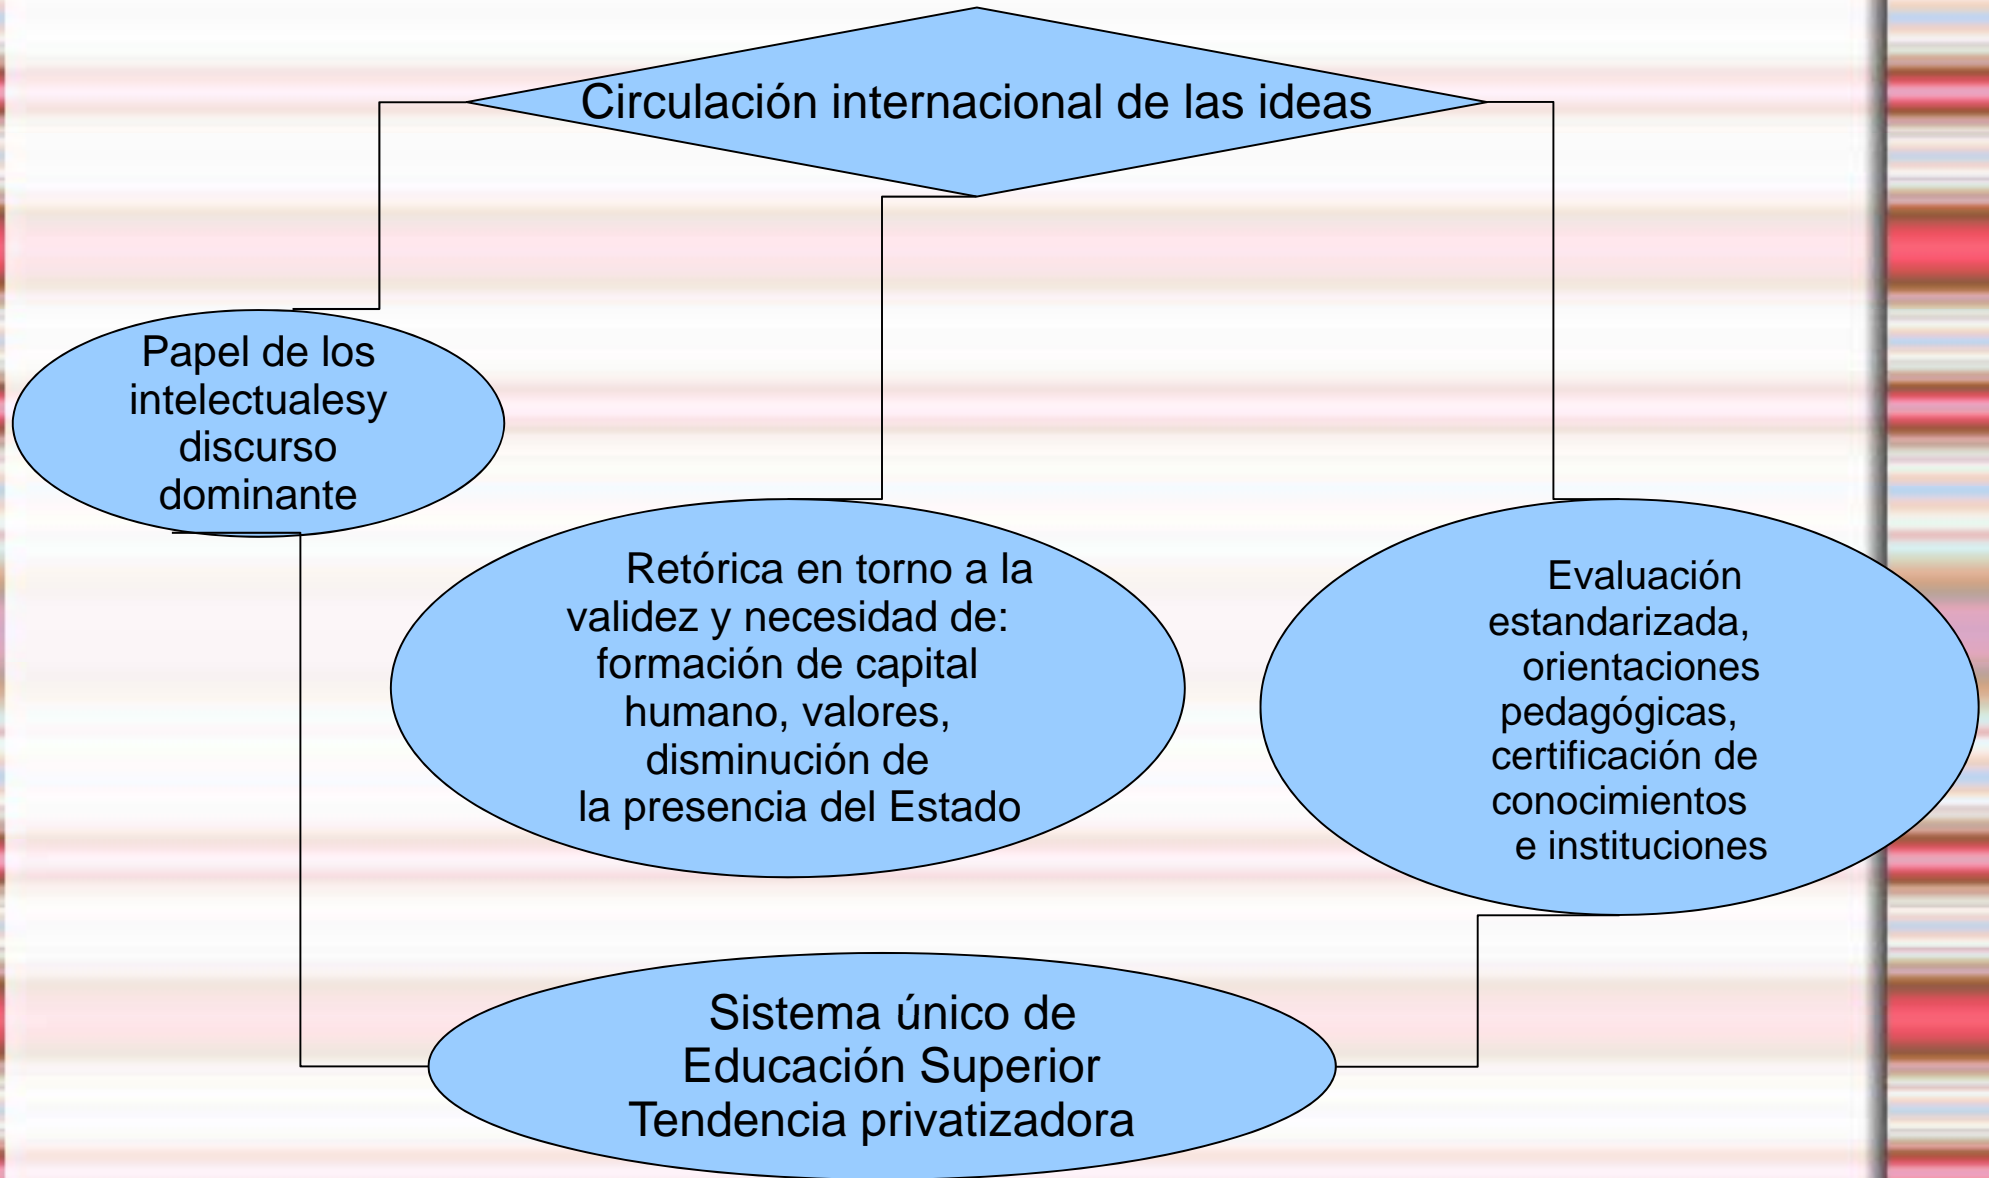 Circulación internacional de las ideas
Papel de los
intelectualesy
discurso
dominante
Retórica en torno a la
validez y necesidad de:
formación de capital
humano, valores,
disminución de
la presencia del Estado
Evaluación
estandarizada,
orientaciones
pedagógicas,
certificación de
conocimientos
e instituciones
Sistema único de
Educación Superior
Tendencia privatizadora